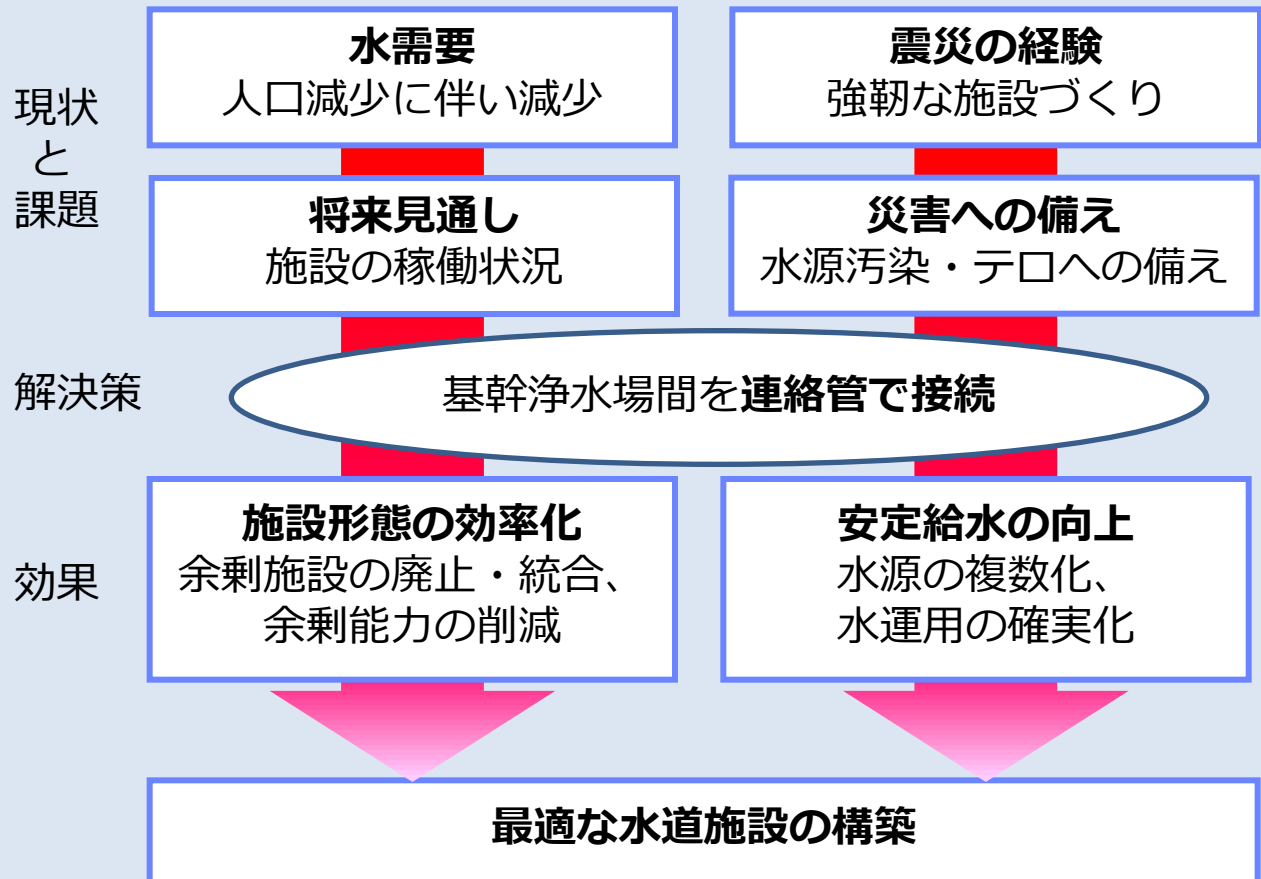 現状
と
課題
水需要
人口減少に伴い減少
震災の経験
強靭な施設づくり
将来見通し
施設の稼働状況
災害への備え
水源汚染・テロへの備え
解決策
基幹浄水場間を連絡管で接続
効果
施設形態の効率化
余剰施設の廃止・統合、
余剰能力の削減
安定給水の向上
水源の複数化、
水運用の確実化
最適な水道施設の構築